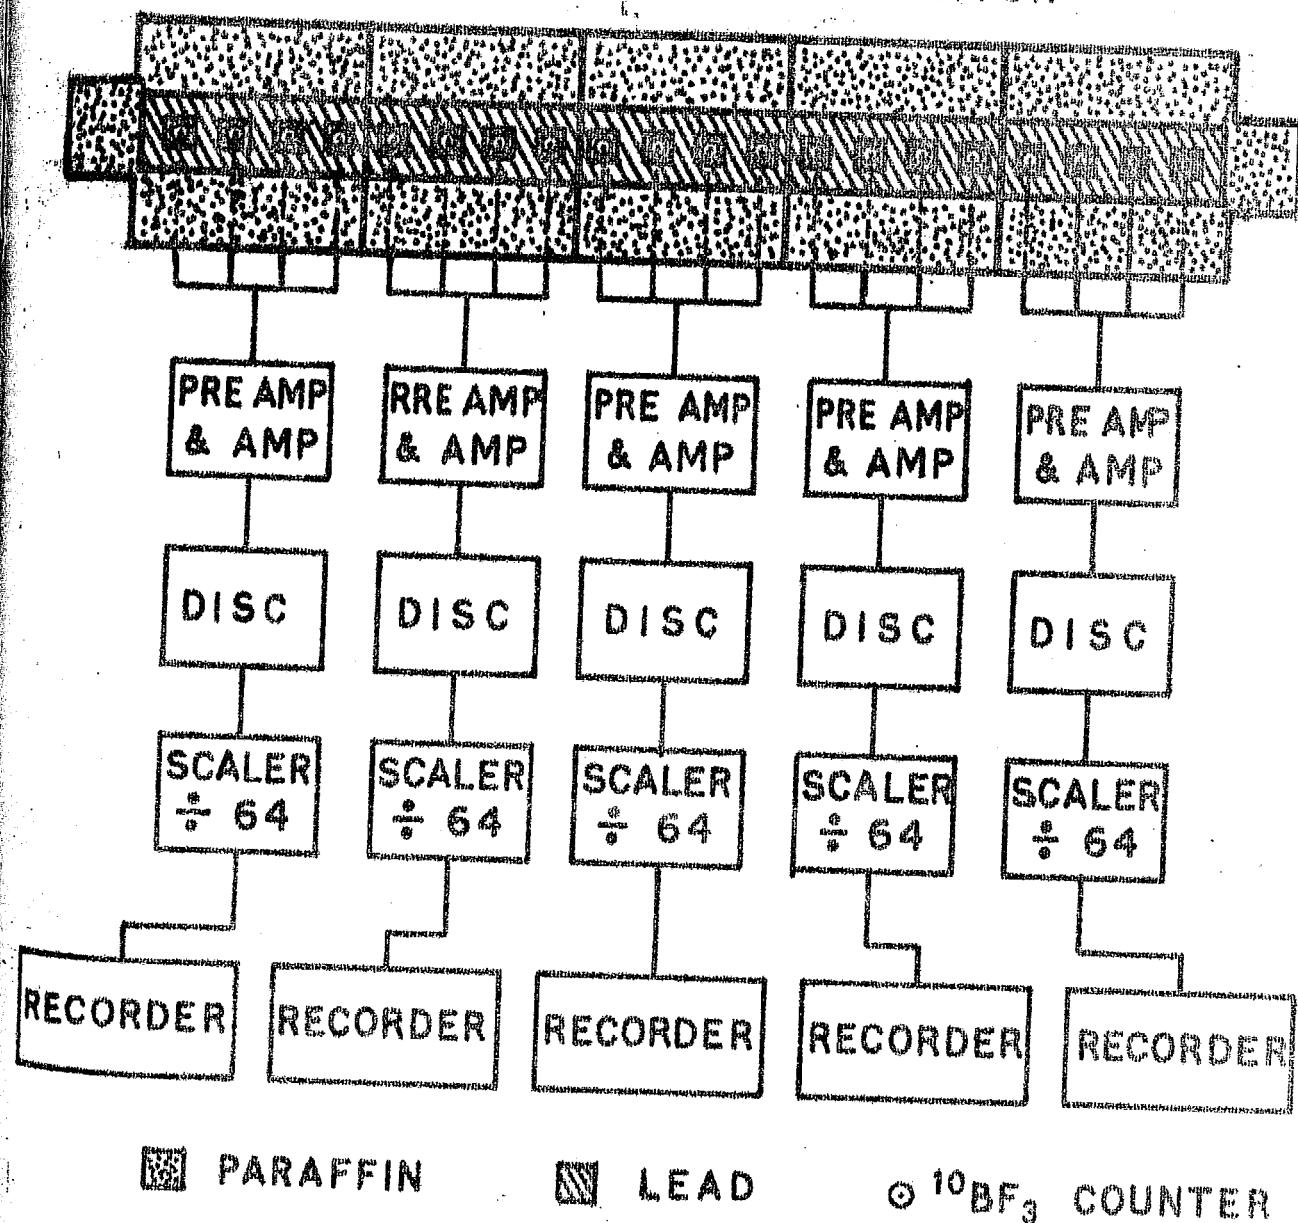 PRE AMP
& AMP
RRE AMP
& AMP
PRE AMP
& AMP
PRE AMP
& AMP
PRE AMP
& AMP
DISC
DISC
DISC
DISC
DISC
SCALER
÷ 64
SCALER
÷ 64
SCALER
÷ 64
SCALER
÷ 64
SCALER
÷ 64
RECORDER
RECORDER
RECORDER
RECORDER
RECORDER
PARAFFIN
LEAD
¹⁰BF₃ COUNTER